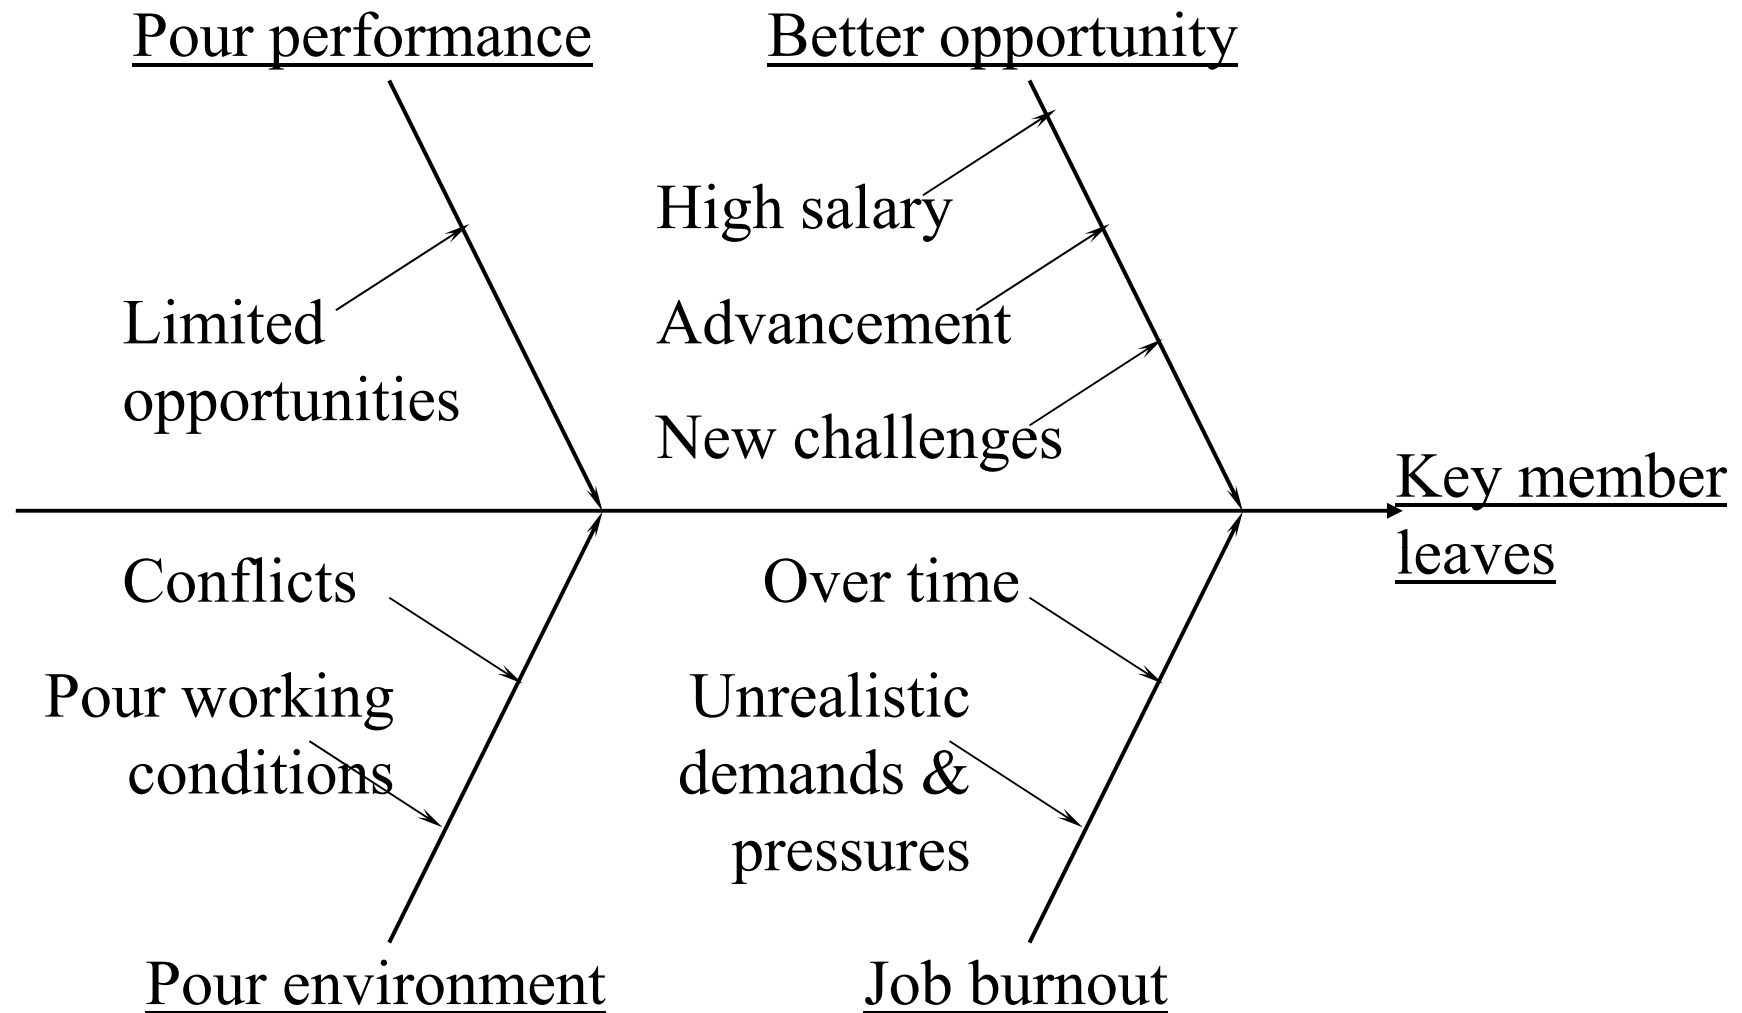 Pour performance
Better opportunity
High salary
Limited
opportunities
Advancement
New challenges
Key member
leaves
Conflicts
Pour working
conditions
Over time
Unrealistic
demands &
pressures
Pour environment
Job burnout